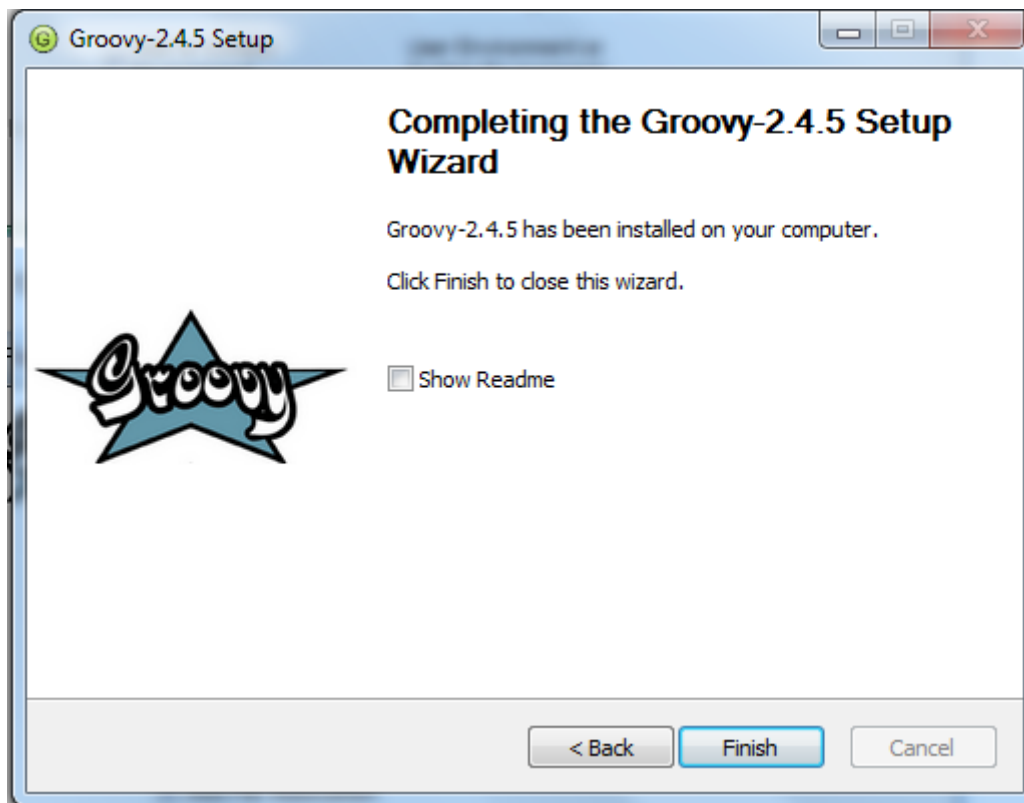 Groovy-2.4.5 Setup
Completing the Groovy-2.4.5 Setup
Wizard
Groovy-2.4.5 has been installed on your computer.
Click Finish to close this wizard.
Groovy
Show Readme
< Back
Finish
Cancel